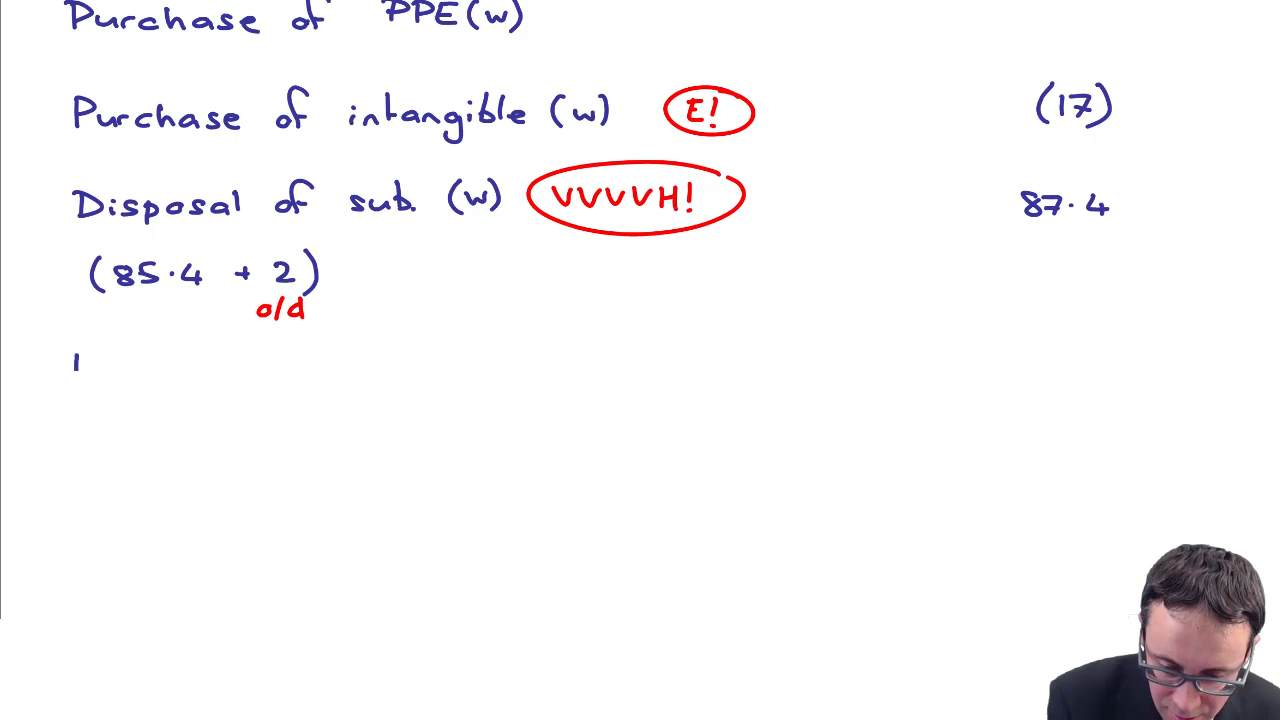 Purchase of PPE (w)
Purchase of intangible (w) E! (17)
Disposal of sub. (w) VVVVH! 87.4
(85.4 + 2)
o/d
I